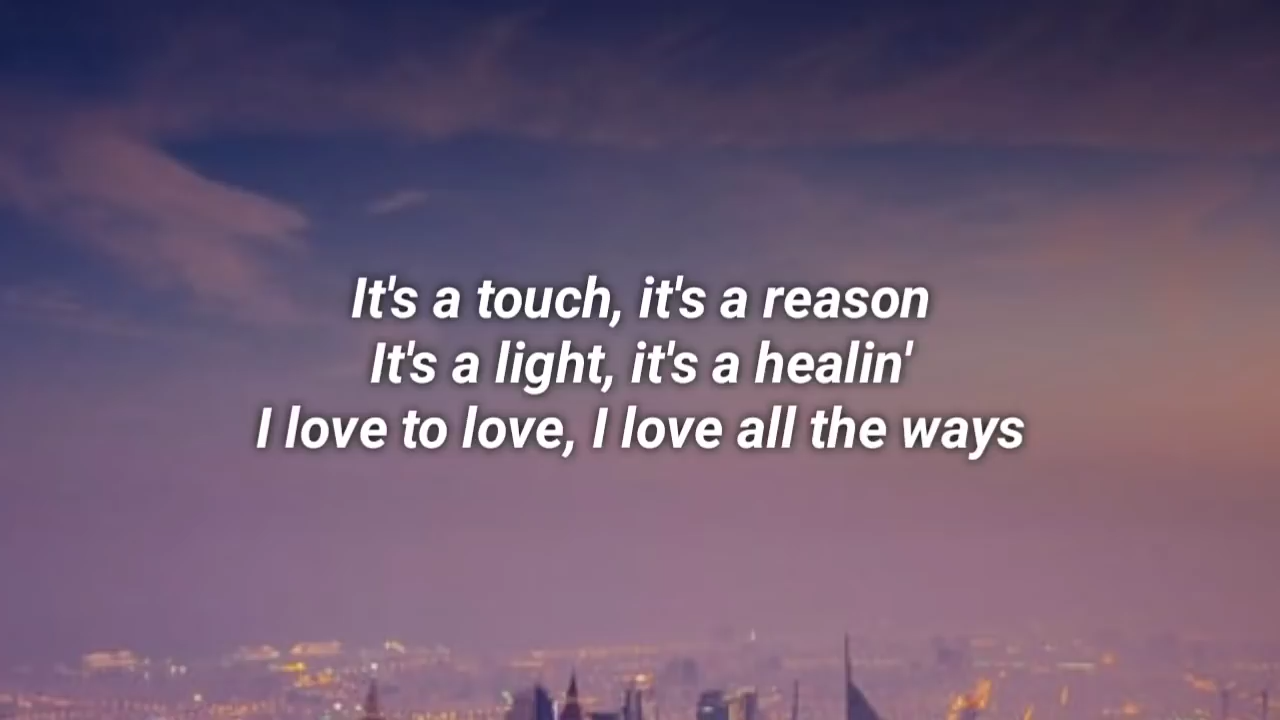 It's a touch, it's a reason
It's a light, it's a healin'
I love to love, I love all the ways